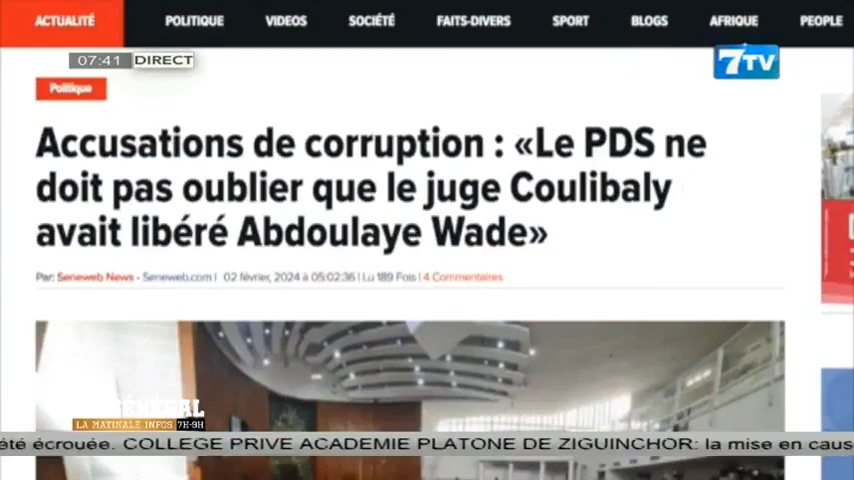 ACTUALITÉ POLITIQUE VIDEOS SOCIÉTÉ FAITS-DIVERS SPORT BLOGS AFRIQUE PEOPLE
07:41 DIRECT
7TV
Politique
Accusations de corruption : «Le PDS ne
doit pas oublier que le juge Coulibaly
avait libéré Abdoulaye Wade»
Par: Seneweb News - Seneweb.com | 02 février, 2024 à 05:02:36 | Lu 189 Fois | 4 Commentaires
SÉNÉGAL
LA MATINALE INFOS 7H-9H
été écrouée. COLLEGE PRIVE ACADEMIE PLATONE DE ZIGUINCHOR: la mise en cause